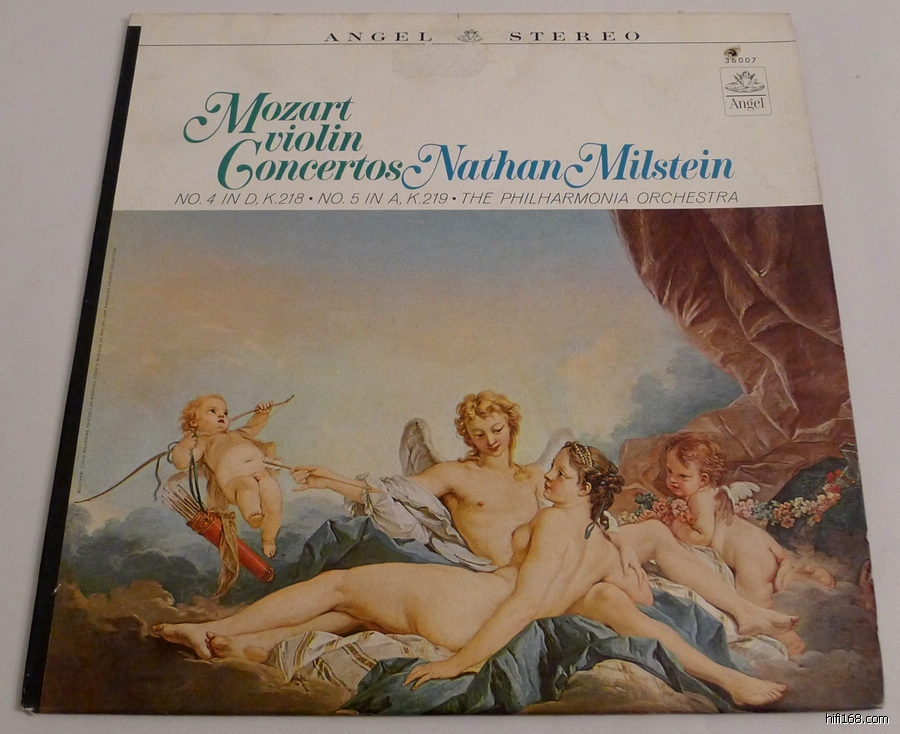 ANGEL STEREO
36007
Angel
Mozart
violin
Concertos Nathan Milstein
NO. 4 IN D, K.218 • NO. 5 IN A, K.219 • THE PHILHARMONIA ORCHESTRA
hifi168.com